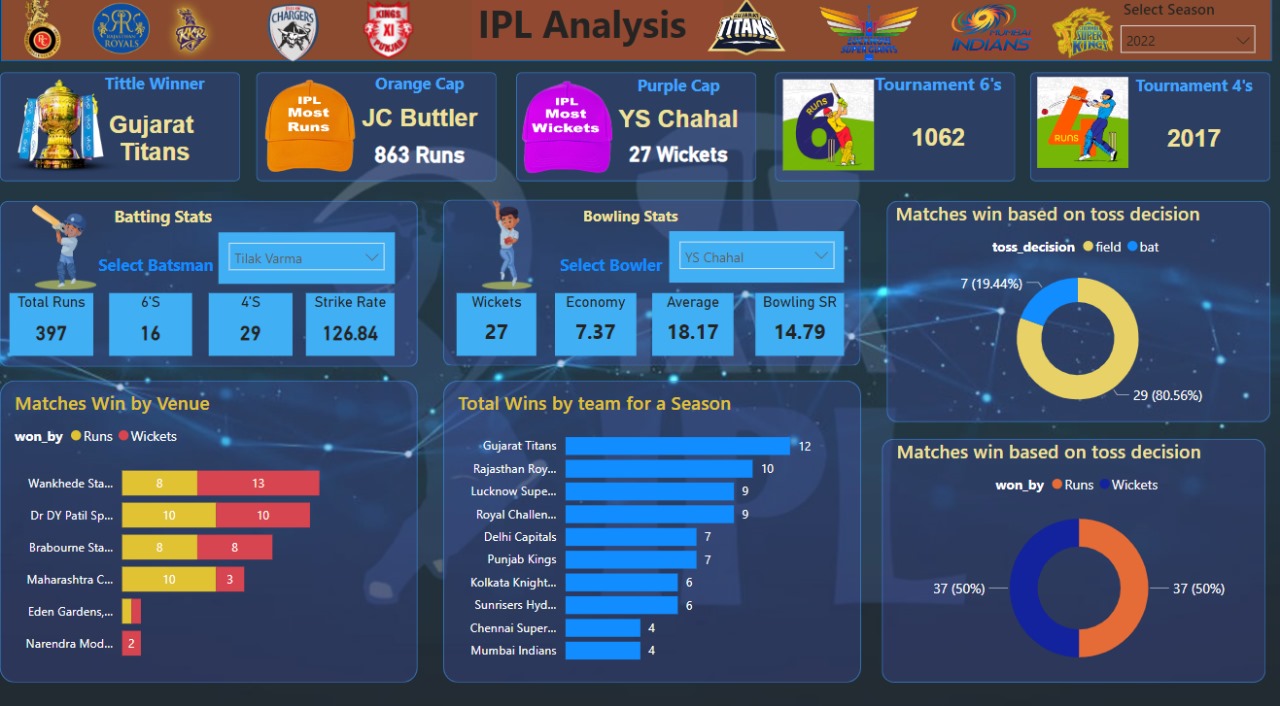 IPL Analysis
Select Season
2022
RAJASTHAN
ROYALS
KKR
CHARGERS
KINGS
XI
PUNJAB
GUJARAT
TITANS
MUMBAI
INDIANS
SUPER
KINGS
Tittle Winner
Gujarat
Titans
IPL
Most
Runs
Orange Cap
JC Buttler
863 Runs
IPL
Most
Wickets
Purple Cap
YS Chahal
27 Wickets
RUNS
6
Tournament 6's
1062
4
RUNS
Tournament 4's
2017
Batting Stats
Select Batsman
Tilak Varma
Total Runs
397
6'S
16
4'S
29
Strike Rate
126.84
Bowling Stats
Select Bowler
YS Chahal
Wickets
27
Economy
7.37
Average
18.17
Bowling SR
14.79
Matches win based on toss decision
toss_decision field bat
7 (19.44%)
29 (80.56%)
Matches Win by Venue
won_by Runs Wickets
Wankhede Sta... 8 13
Dr DY Patil Sp... 10 10
Brabourne Sta... 8 8
Maharashtra C... 10 3
Eden Gardens,...
Narendra Mod... 2
Total Wins by team for a Season
Gujarat Titans 12
Rajasthan Roy... 10
Lucknow Supe... 9
Royal Challen... 9
Delhi Capitals 7
Punjab Kings 7
Kolkata Knight... 6
Sunrisers Hyd... 6
Chennai Super... 4
Mumbai Indians 4
Matches win based on toss decision
won_by Runs Wickets
37 (50%)
37 (50%)
IPL